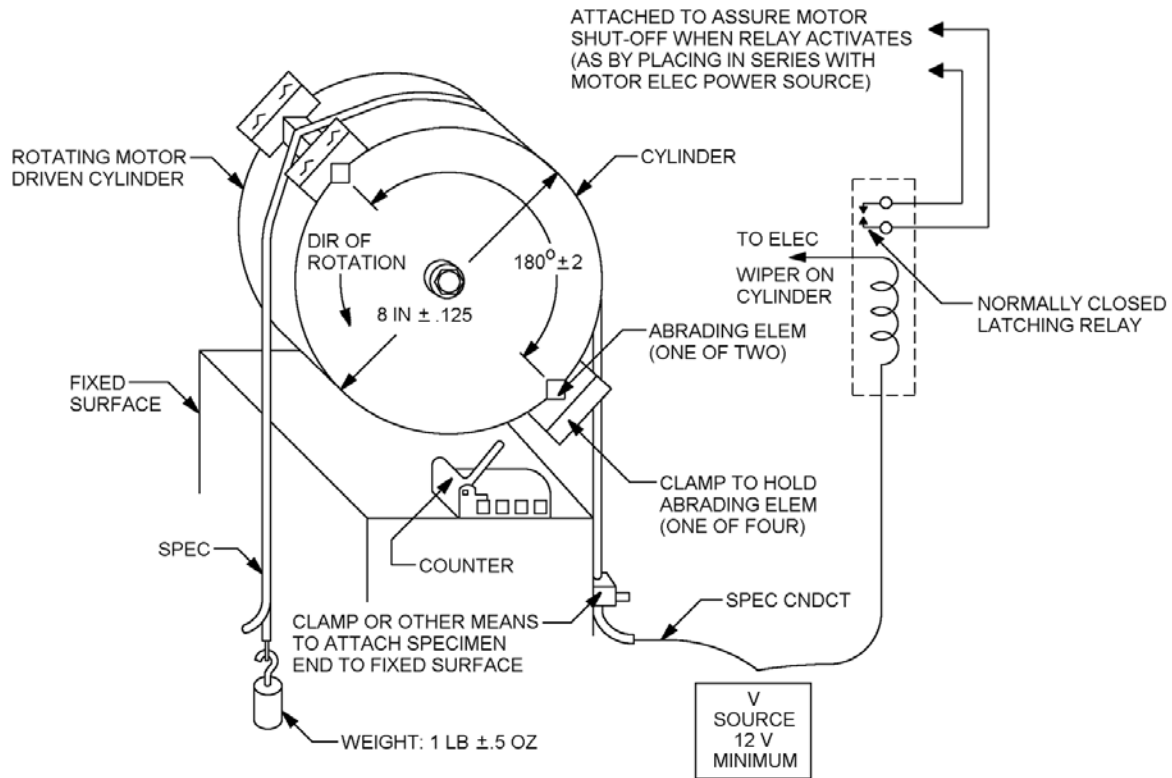 ATTACHED TO ASSURE MOTOR
SHUT-OFF WHEN RELAY ACTIVATES
(AS BY PLACING IN SERIES WITH
MOTOR ELEC POWER SOURCE)
ROTATING MOTOR
DRIVEN CYLINDER
CYLINDER
DIR OF
ROTATION
180° ± 2
8 IN ± .125
TO ELEC
WIPER ON
CYLINDER
NORMALLY CLOSED
LATCHING RELAY
ABRADING ELEM
(ONE OF TWO)
FIXED
SURFACE
CLAMP TO HOLD
ABRADING ELEM
(ONE OF FOUR)
SPEC
COUNTER
SPEC CNDCT
CLAMP OR OTHER MEANS
TO ATTACH SPECIMEN
END TO FIXED SURFACE
V
SOURCE
12 V
MINIMUM
WEIGHT: 1 LB ±.5 OZ